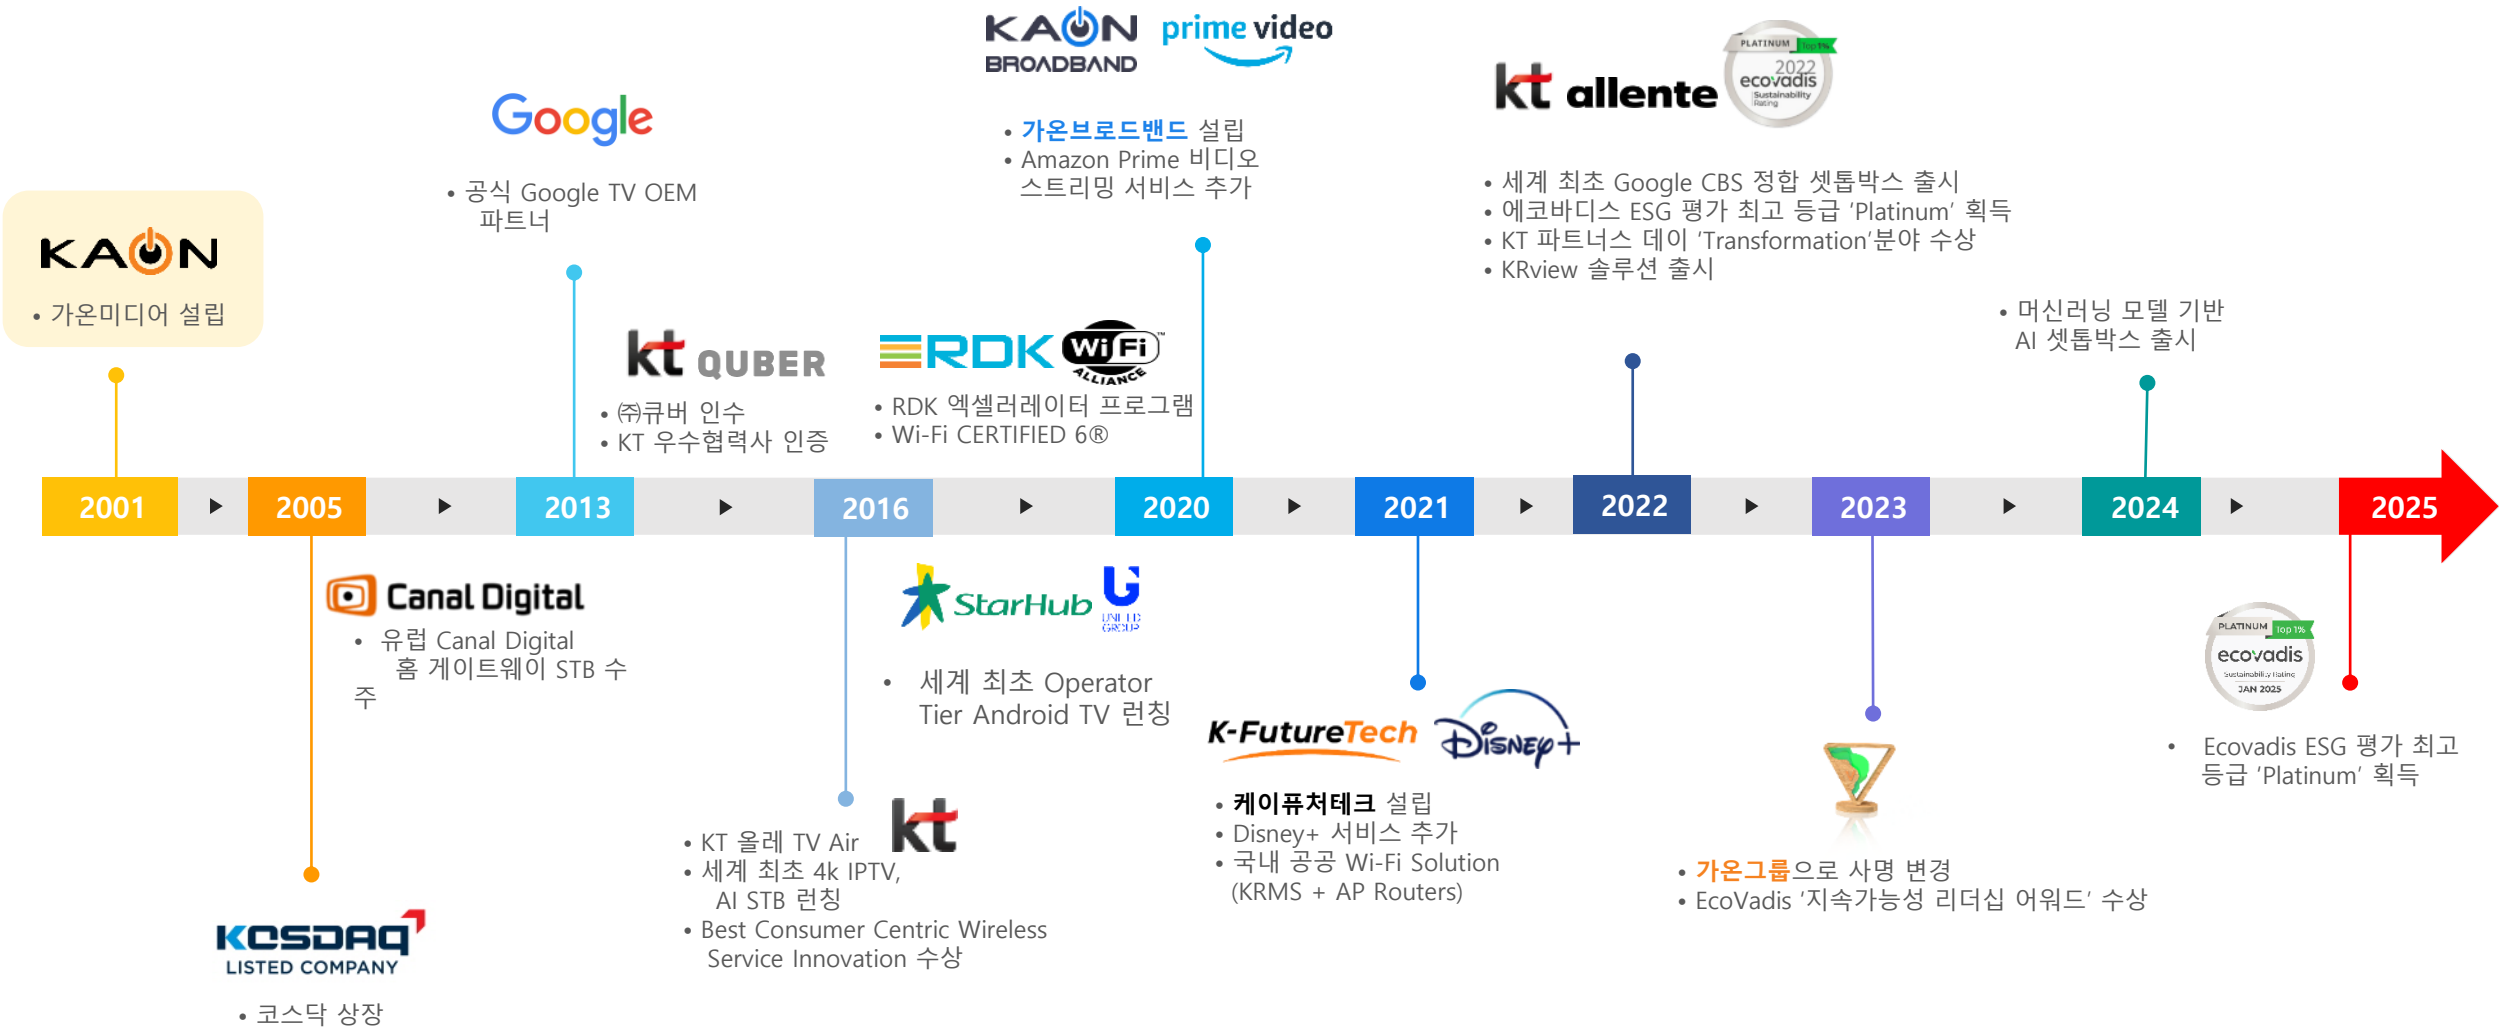 KAON
• 가온미디어 설립
Google
• 공식 Google TV OEM
파트너
kt QUBER
• ㈜큐버 인수
• KT 우수협력사 인증
RDK Wi Fi ™
ALLIANCE
• RDK 엑셀러레이터 프로그램
• Wi-Fi CERTIFIED 6®
KAON
BROADBAND
prime video
• 가온브로드밴드 설립
• Amazon Prime 비디오
스트리밍 서비스 추가
kt allente
PLATINUM Top 1%
2022
ecovadis
Sustainability
Rating
• 세계 최초 Google CBS 정합 셋톱박스 출시
• 에코바디스 ESG 평가 최고 등급 ‘Platinum’ 획득
• KT 파트너스 데이 ‘Transformation’분야 수상
• KRview 솔루션 출시
• 머신러닝 모델 기반
AI 셋톱박스 출시
2001 ▶ 2005 ▶ 2013 ▶ 2016 ▶ 2020 ▶ 2021 ▶ 2022 ▶ 2023 ▶ 2024 ▶ 2025
Canal Digital
• 유럽 Canal Digital
홈 게이트웨이 STB 수
주
KOSDAQ
LISTED COMPANY
• 코스닥 상장
StarHub
UNITED
GROUP
• 세계 최초 Operator
Tier Android TV 런칭
kt
• KT 올레 TV Air
• 세계 최초 4k IPTV,
AI STB 런칭
• Best Consumer Centric Wireless
Service Innovation 수상
K-FutureTech
Disney+
• 케이퓨처테크 설립
• Disney+ 서비스 추가
• 국내 공공 Wi-Fi Solution
(KRMS + AP Routers)
• 가온그룹으로 사명 변경
• EcoVadis ‘지속가능성 리더십 어워드’ 수상
PLATINUM Top 1%
ecovadis
Sustainability Rating
JAN 2025
• Ecovadis ESG 평가 최고
등급 ‘Platinum’ 획득